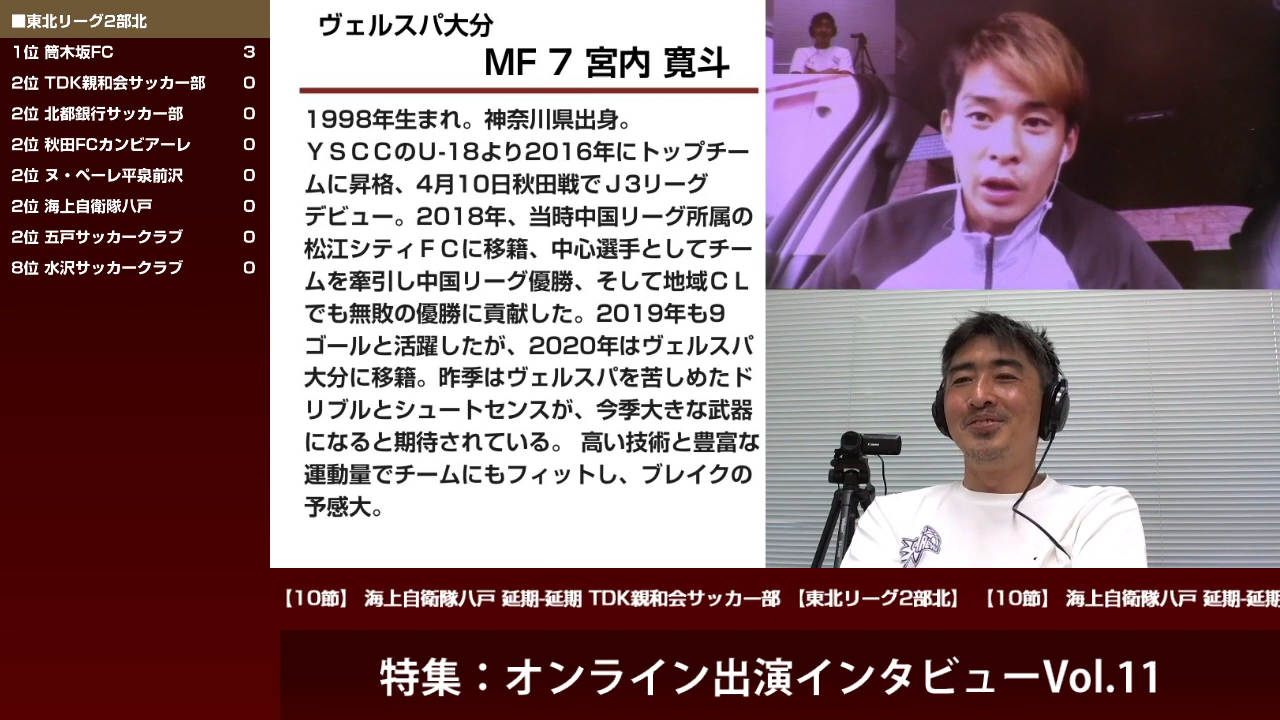 ■東北リーグ2部北
1位 筒木坂FC 3
2位 TDK親和会サッカー部 0
2位 北都銀行サッカー部 0
2位 秋田FCカンビアーレ 0
2位 ヌ・ペーレ平泉前沢 0
2位 海上自衛隊八戸 0
2位 五戸サッカークラブ 0
8位 水沢サッカークラブ 0
ヴェルスパ大分
MF 7 宮内 寛斗
1998年生まれ。神奈川県出身。
ＹＳＣＣのU-18より2016年にトップチー
ムに昇格、4月10日秋田戦でＪ3リーグ
デビュー。2018年、当時中国リーグ所属の
松江シティＦＣに移籍、中心選手としてチー
ムを牽引し中国リーグ優勝、そして地域ＣＬ
でも無敗の優勝に貢献した。2019年も9
ゴールと活躍したが、2020年はヴェルスパ
大分に移籍。昨季はヴェルスパを苦しめたド
リブルとシュートセンスが、今季大きな武器
になると期待されている。 高い技術と豊富な
運動量でチームにもフィットし、ブレイクの
予感大。
Canon
【10節】 海上自衛隊八戸 延期-延期 TDK親和会サッカー部 【東北リーグ2部北】 【10節】 海上自衛隊八戸 延期-延期
特集：オンライン出演インタビューVol.11